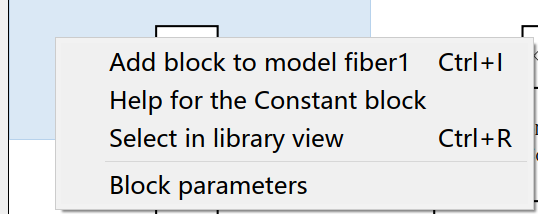 Add block to model fiber1 Ctrl+I
Help for the Constant block
Select in library view Ctrl+R
Block parameters